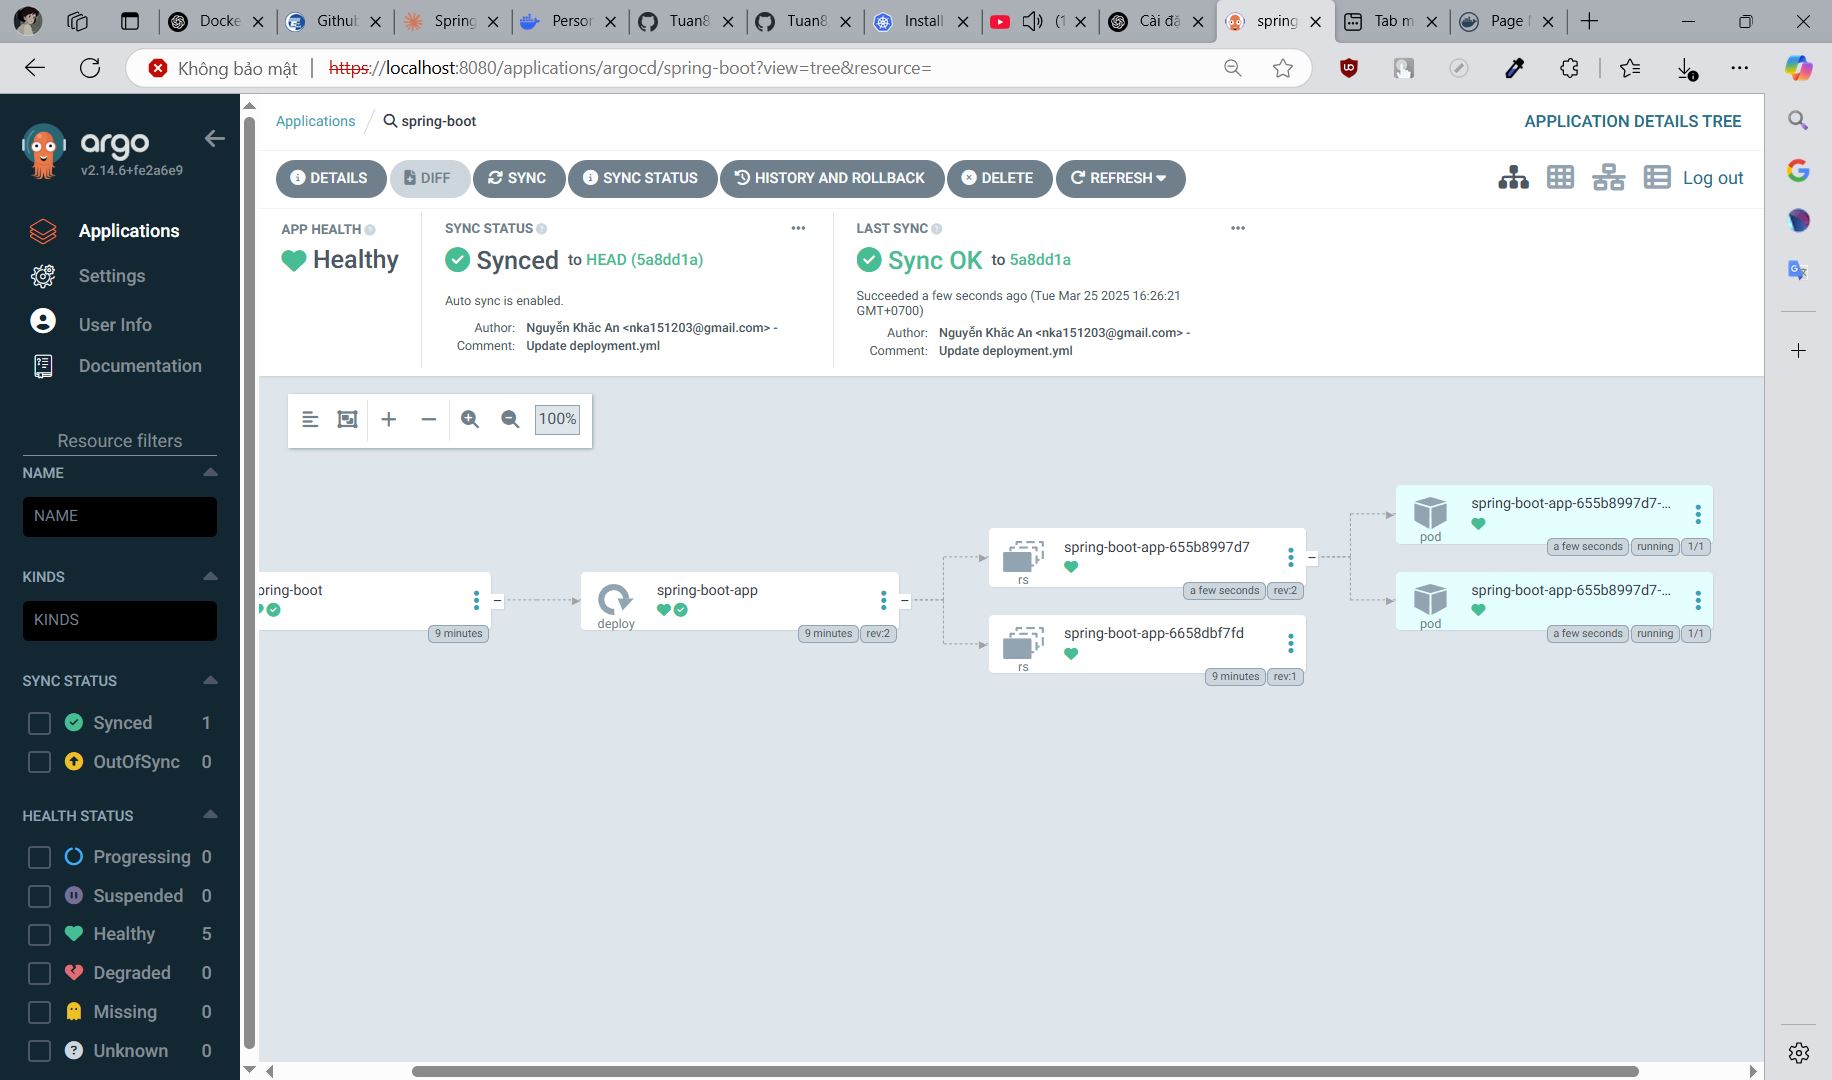 Docke
Github
Spring
Person
Tuan8
Tuan8
Install
(1
Cài đặ
spring
Tab m
Page
Không bảo mật
https://localhost:8080/applications/argocd/spring-boot?view=tree&resource=
argo
v2.14.6+fe2a6e9
Applications
Settings
User Info
Documentation
Resource filters
NAME
NAME
KINDS
KINDS
SYNC STATUS
Synced 1
OutOfSync 0
HEALTH STATUS
Progressing 0
Suspended 0
Healthy 5
Degraded 0
Missing 0
Unknown 0
Applications / spring-boot
APPLICATION DETAILS TREE
DETAILS
DIFF
SYNC
SYNC STATUS
HISTORY AND ROLLBACK
DELETE
REFRESH
Log out
APP HEALTH
Healthy
SYNC STATUS
Synced to HEAD (5a8dd1a)
Auto sync is enabled.
Author: Nguyễn Khăc An <nka151203@gmail.com> -
Comment: Update deployment.yml
LAST SYNC
Sync OK to 5a8dd1a
Succeeded a few seconds ago (Tue Mar 25 2025 16:26:21
GMT+0700)
Author: Nguyễn Khăc An <nka151203@gmail.com> -
Comment: Update deployment.yml
100%
pring-boot
9 minutes
spring-boot-app
deploy
9 minutes rev:2
spring-boot-app-655b8997d7
rs
a few seconds rev:2
spring-boot-app-6658dbf7fd
rs
9 minutes rev:1
spring-boot-app-655b8997d7-...
pod
a few seconds running 1/1
spring-boot-app-655b8997d7-...
pod
a few seconds running 1/1